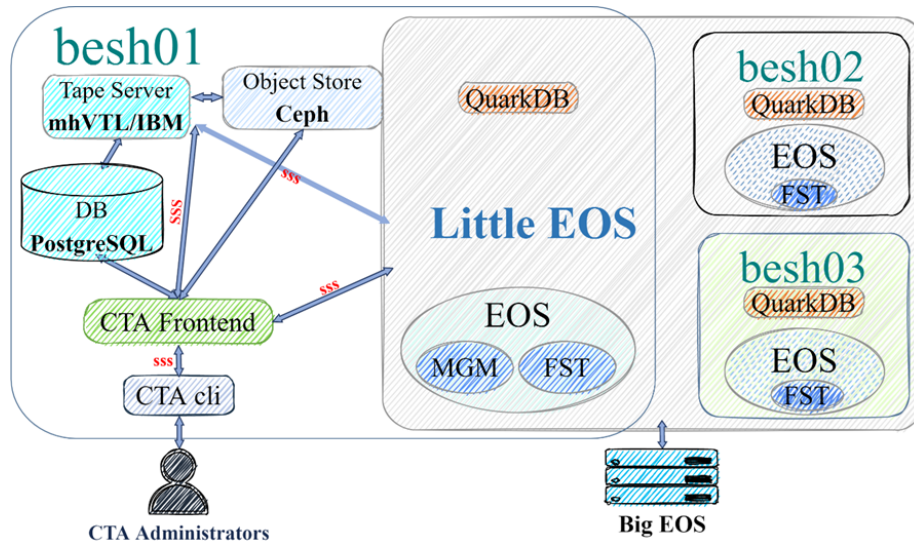 besh01
Tape Server
mhVTL/IBM
Object Store
Ceph
QuarkDB
besh02
QuarkDB
EOS
FST
sss
sss
DB
PostgreSQL
Little EOS
besh03
QuarkDB
EOS
FST
sss
CTA Frontend
EOS
MGM
FST
sss
CTA cli
CTA Administrators
Big EOS